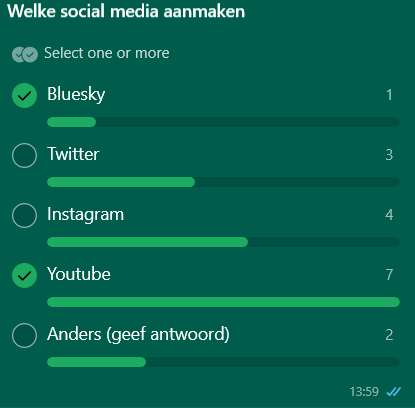 Welke social media aanmaken
Select one or more
Bluesky 1
Twitter 3
Instagram 4
Youtube 7
Anders (geef antwoord) 2
13:59